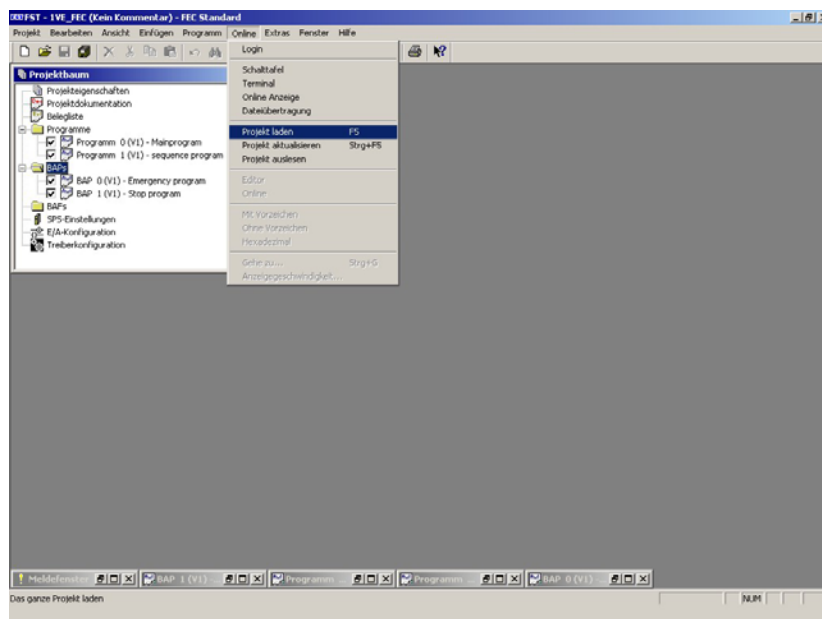 FST - 1VE_FEC (Kein Kommentar) - FEC Standard
Projekt Bearbeiten Ansicht Einfügen Programm Online Extras Fenster Hilfe
Projektbaum
Projekteigenschaften
Projektdokumentation
Belegliste
Programme
Programm 0 (V1) - Mainprogram
Programm 1 (V1) - sequence program
BAPs
BAP 0 (V1) - Emergency program
BAP 1 (V1) - Stop program
BAFs
SPS-Einstellungen
E/A-Konfiguration
Treiberkonfiguration
Login
Schalttafel
Terminal
Online Anzeige
Dateiübertragung
Projekt laden F5
Projekt aktualisieren Strg+F5
Projekt auslesen
Editor
Online
Mit Vorzeichen
Ohne Vorzeichen
Hexadezimal
Gehe zu... Strg+G
Anzeigegeschwindigkeit...
Meldefenster
BAP 1 (V1) ...
Programm ...
Programm ...
BAP 0 (V1) ...
Das ganze Projekt laden
NUM